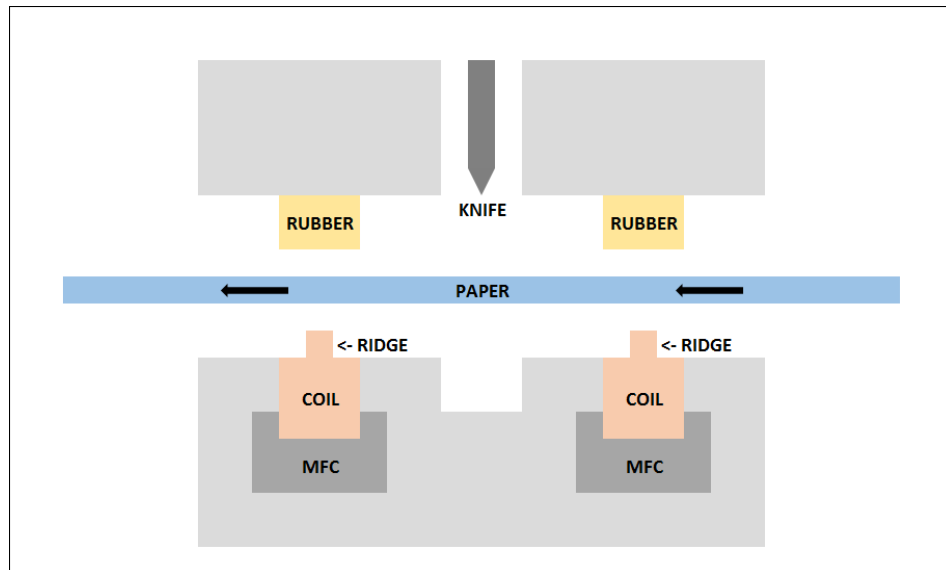 KNIFE
RUBBER
RUBBER
PAPER
<- RIDGE
<- RIDGE
COIL
COIL
MFC
MFC